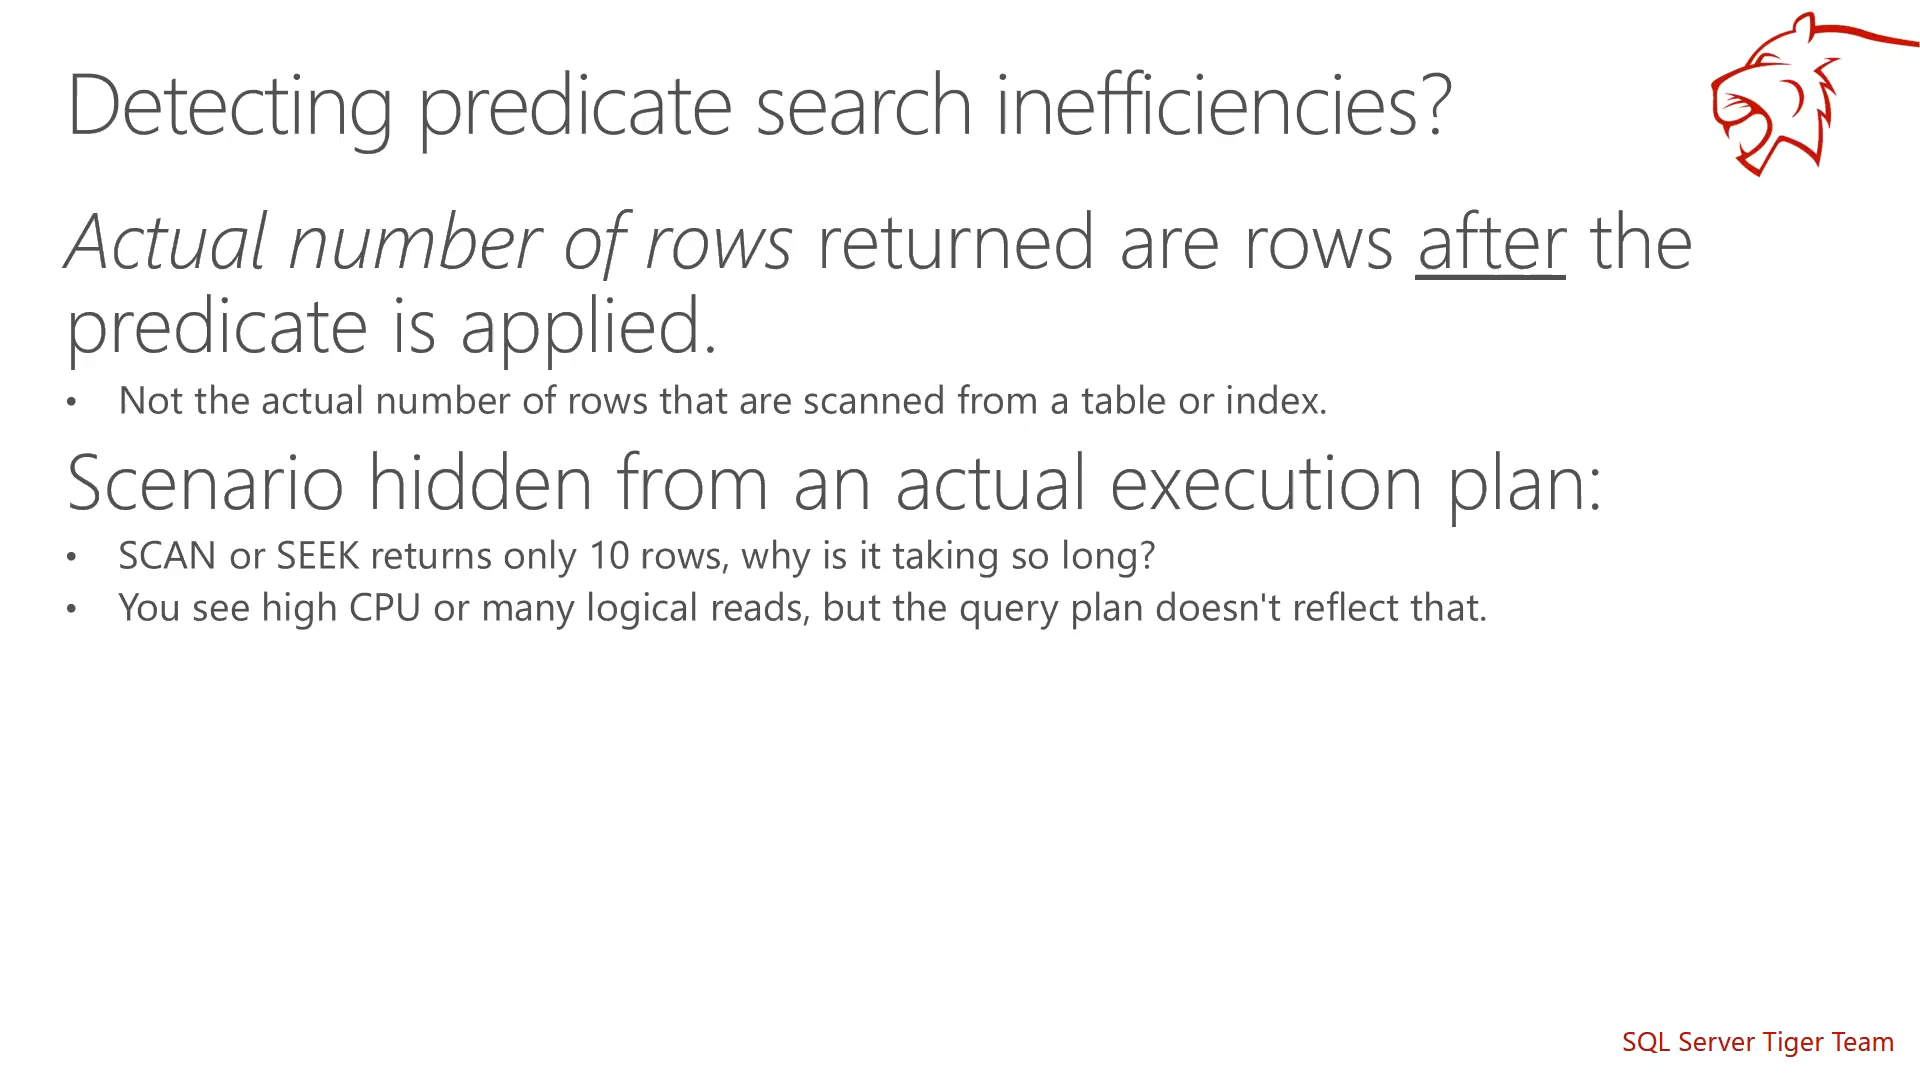 Detecting predicate search inefficiencies?
Actual number of rows returned are rows after the
predicate is applied.
• Not the actual number of rows that are scanned from a table or index.
Scenario hidden from an actual execution plan:
• SCAN or SEEK returns only 10 rows, why is it taking so long?
• You see high CPU or many logical reads, but the query plan doesn't reflect that.
SQL Server Tiger Team